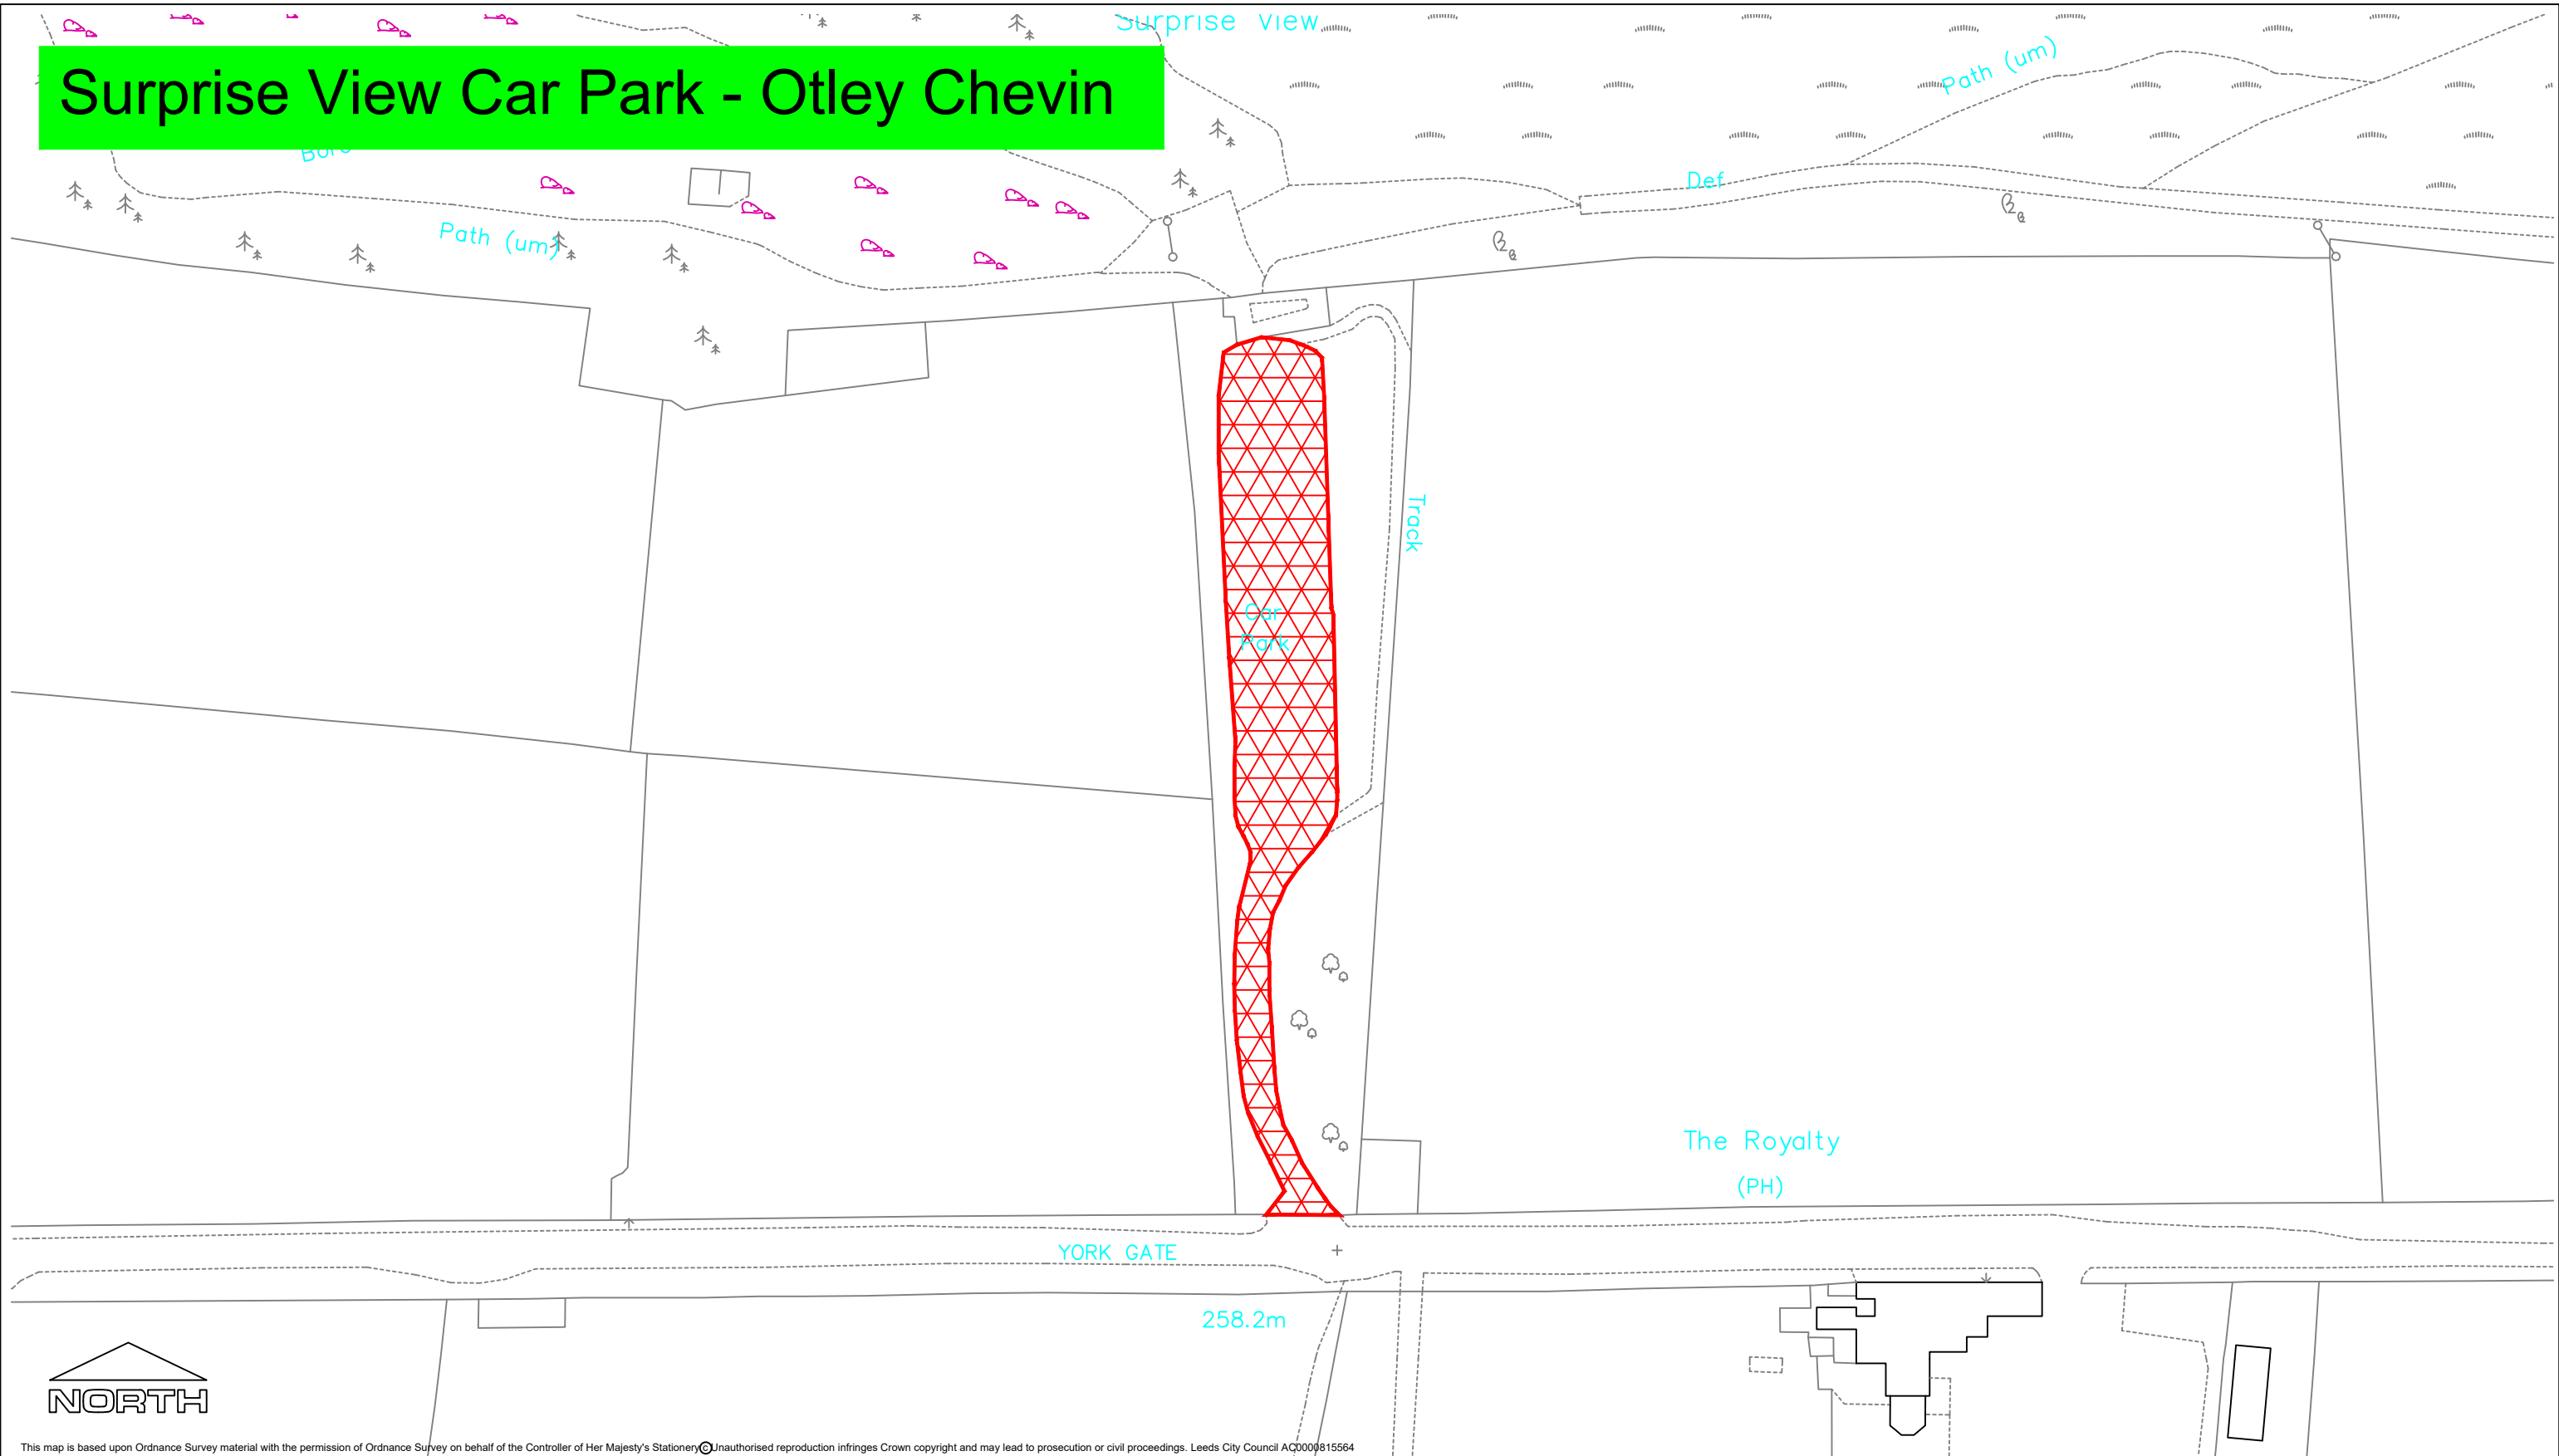 Surprise View
Surprise View Car Park - Otley Chevin
Path (um)
Def
Path (um)
Track
Car
Park
The Royalty
(PH)
YORK GATE
258.2m
NORTH
This map is based upon Ordnance Survey material with the permission of Ordnance Survey on behalf of the Controller of Her Majesty's Stationery © Unauthorised reproduction infringes Crown copyright and may lead to prosecution or civil proceedings. Leeds City Council AC0000815564